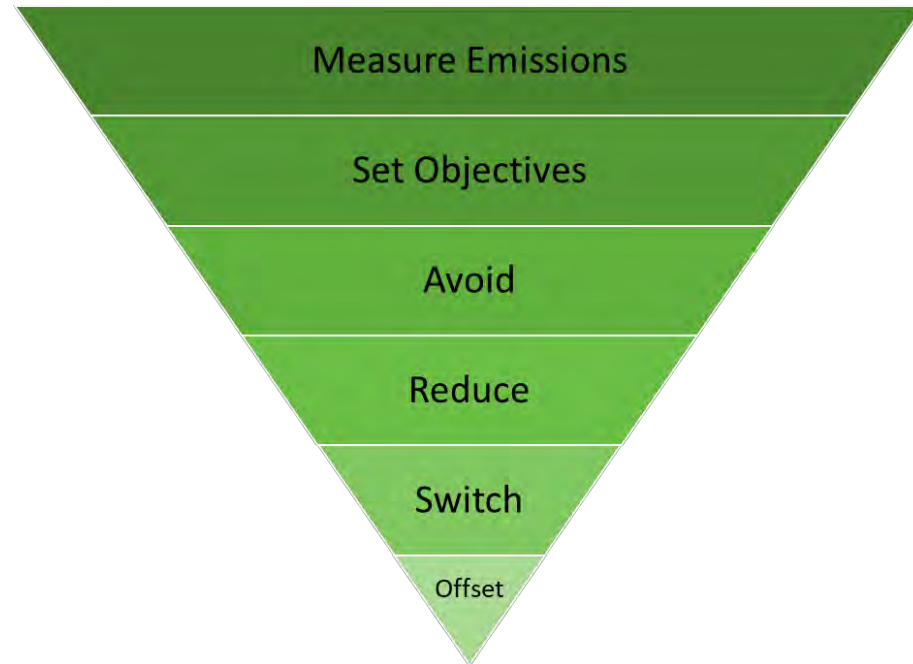 Measure Emissions
Set Objectives
Avoid
Reduce
Switch
Offset